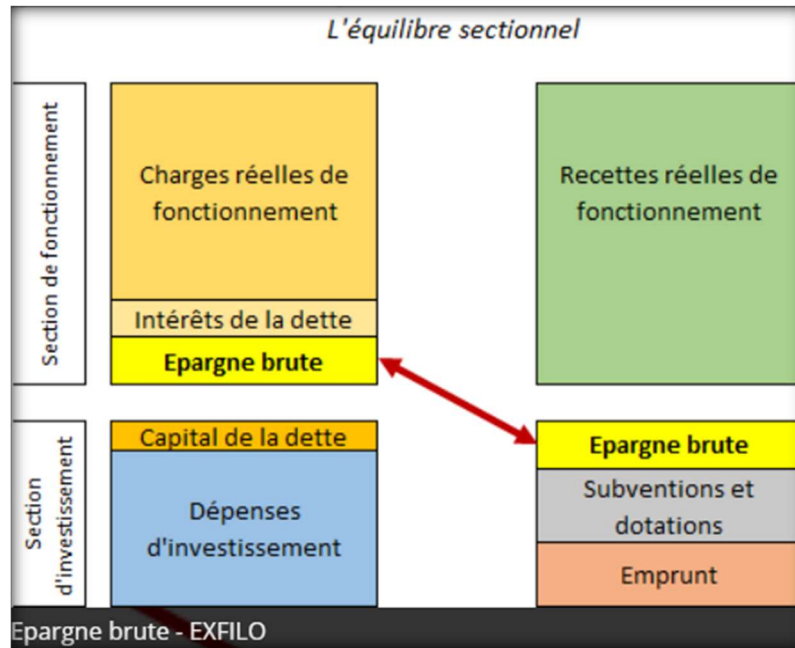 L'équilibre sectionnel
Section de fonctionnement
Charges réelles de
fonctionnement
Intérêts de la dette
Epargne brute
Recettes réelles de
fonctionnement
Section
d'investissement
Capital de la dette
Dépenses
d'investissement
Epargne brute
Subventions et
dotations
Emprunt
Epargne brute - EXFILO